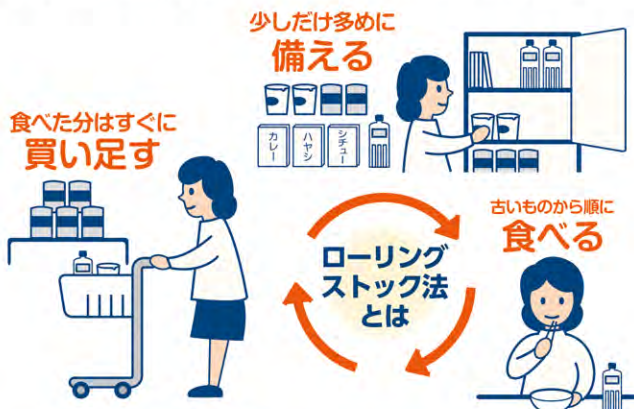 少しだけ多めに
備える
カレー
ハヤシ
シチュー
食べた分はすぐに
買い足す
古いものから順に
食べる
ローリング
ストック法
とは